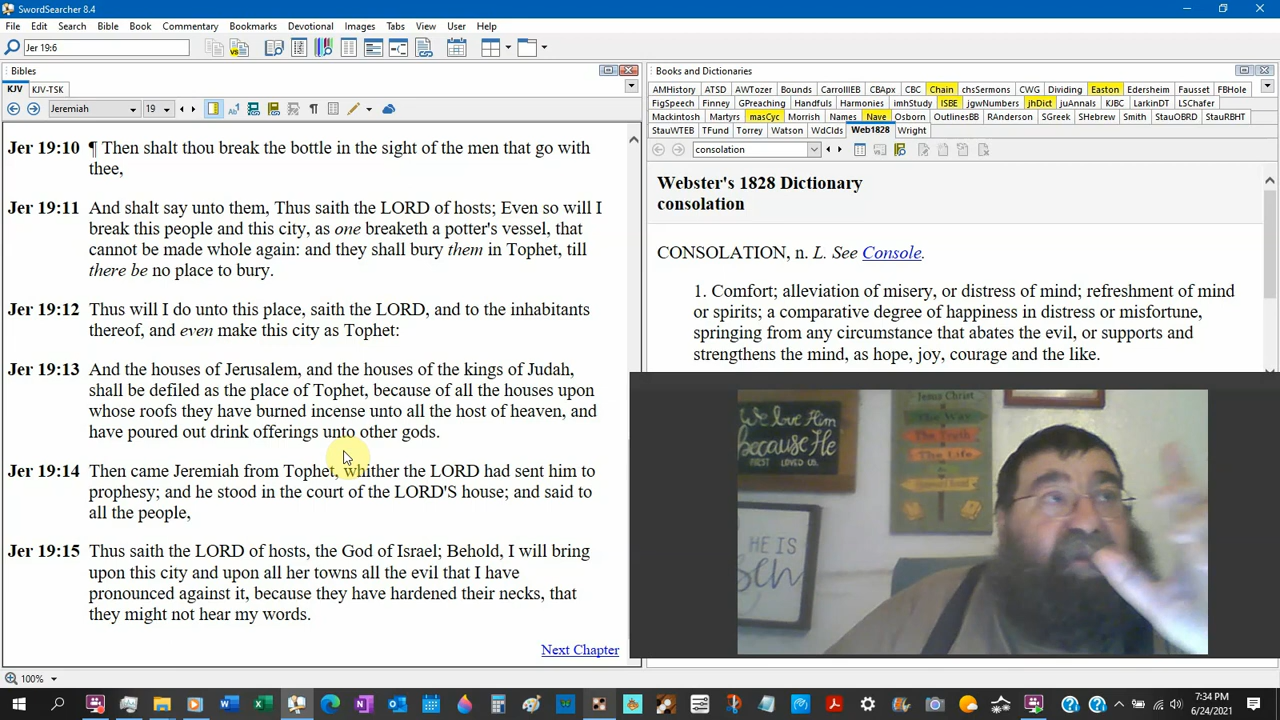 SwordSearcher 8.4
File Edit Search Bible Book Commentary Bookmarks Devotional Images Tabs View User Help
Jer 19:6
Bibles
KJV KJV-TSK
Jeremiah 19
Jer 19:10 ¶ Then shalt thou break the bottle in the sight of the men that go with
thee,
Jer 19:11 And shalt say unto them, Thus saith the LORD of hosts; Even so will I
break this people and this city, as one breaketh a potter's vessel, that
cannot be made whole again: and they shall bury them in Tophet, till
there be no place to bury.
Jer 19:12 Thus will I do unto this place, saith the LORD, and to the inhabitants
thereof, and even make this city as Tophet:
Jer 19:13 And the houses of Jerusalem, and the houses of the kings of Judah,
shall be defiled as the place of Tophet, because of all the houses upon
whose roofs they have burned incense unto all the host of heaven, and
have poured out drink offerings unto other gods.
Jer 19:14 Then came Jeremiah from Tophet, whither the LORD had sent him to
prophesy; and he stood in the court of the LORD'S house; and said to
all the people,
Jer 19:15 Thus saith the LORD of hosts, the God of Israel; Behold, I will bring
upon this city and upon all her towns all the evil that I have
pronounced against it, because they have hardened their necks, that
they might not hear my words.
Next Chapter
100%
Books and Dictionaries
AMHistory ATSD AWTozer Bounds CarrollIEB CBApx CBC Chain chsSermons CWG Dividing Easton Edersheim Fausset FBHole
FigSpeech Finney GPreaching Handfuls Harmonies imhStudy ISBE jgwNumbers jhDict juAnnals KJBC LarkinDT LSChafer
Mackintosh Martyrs masCyc Morrish Names Nave Osborn OutlinesBB RAnderson SGreek SHebrew Smith StauOBRD StauRBHT
StauWTEB TFund Torrey Watson WdClds Web1828 Wright
consolation
Webster's 1828 Dictionary
consolation
CONSOLATION, n. L. See Console.
1. Comfort; alleviation of misery, or distress of mind; refreshment of mind
or spirits; a comparative degree of happiness in distress or misfortune,
springing from any circumstance that abates the evil, or supports and
strengthens the mind, as hope, joy, courage and the like.
We love Him
because He
FIRST LOVED CO.
Jesus Christ
The Way
The Truth
The Life
HE IS
7:34 PM
6/24/2021